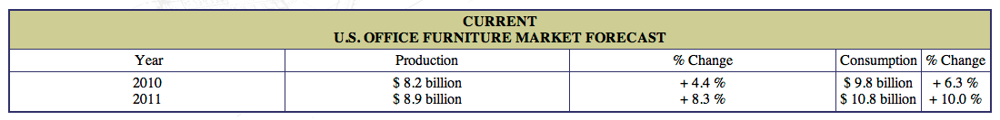 CURRENT
U.S. OFFICE FURNITURE MARKET FORECAST
Year Production % Change Consumption % Change
2010 $ 8.2 billion + 4.4 % $ 9.8 billion + 6.3 %
2011 $ 8.9 billion + 8.3 % $ 10.8 billion + 10.0 %